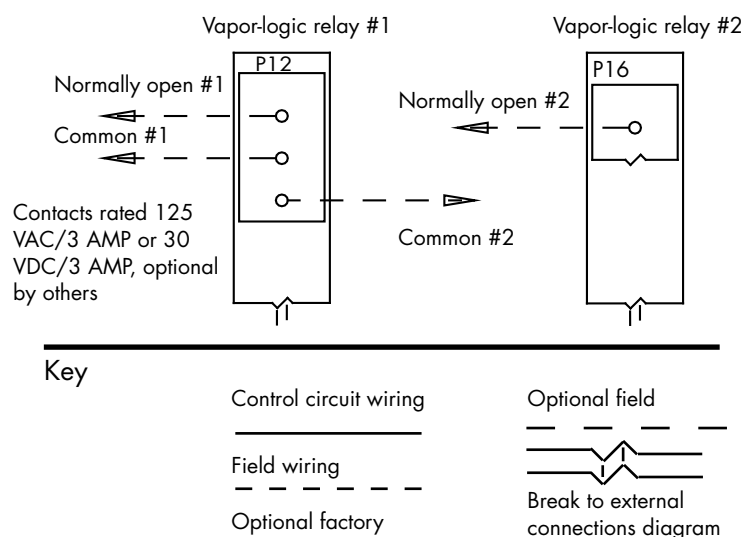 Vapor-logic relay #1
Vapor-logic relay #2
P12
P16
Normally open #1
Common #1
Normally open #2
Common #2
Contacts rated 125
VAC/3 AMP or 30
VDC/3 AMP, optional
by others
Key
Control circuit wiring
Field wiring
Optional factory
Optional field
Break to external
connections diagram